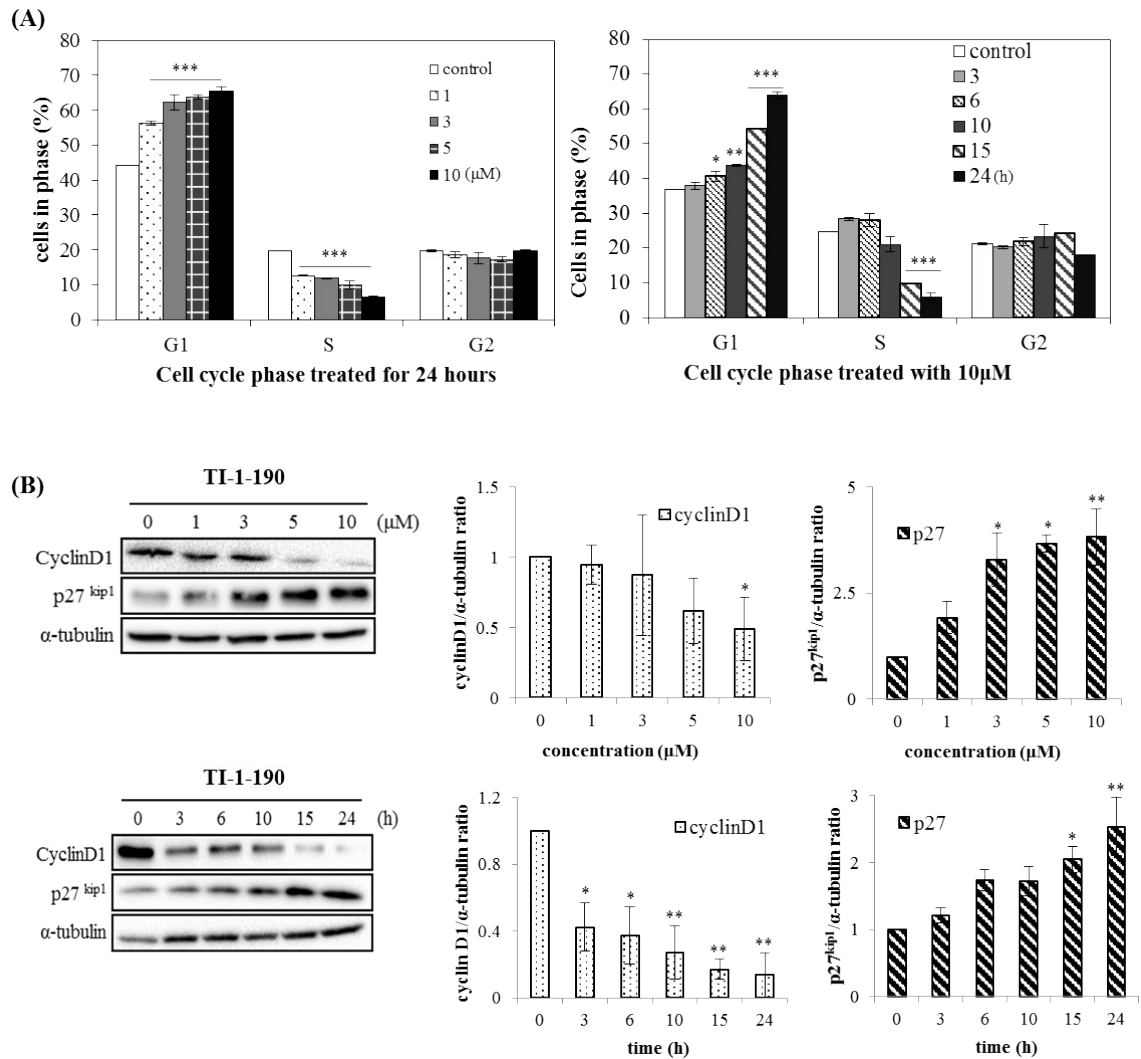 (A)
80
70
60
50
40
30
20
10
0
cells in phase (%)
***
***
control
1
3
5
10 (µM)
G1 S G2
Cell cycle phase treated for 24 hours
80
70
60
50
40
30
20
10
0
Cells in phase (%)
*
**
***
***
control
3
6
10
15
24 (h)
G1 S G2
Cell cycle phase treated with 10µM
(B)
TI-1-190
0 1 3 5 10 (µM)
CyclinD1
p27 kip1
α-tubulin
1.5
1
0.5
0
cyclinD1/α-tubulin ratio
cyclinD1
*
0 1 3 5 10
concentration (µM)
5
2.5
0
p27kip1/α-tubulin ratio
p27
* * **
0 1 3 5 10
concentration (µM)
TI-1-190
0 3 6 10 15 24 (h)
CyclinD1
p27 kip1
α-tubulin
1.2
0.8
0.4
0
cyclin D1/α-tubulin ratio
cyclinD1
* * ** ** **
0 3 6 10 15 24
time (h)
3
2
1
0
p27kip1/α-tubulin ratio
p27
* **
0 3 6 10 15 24
time (h)